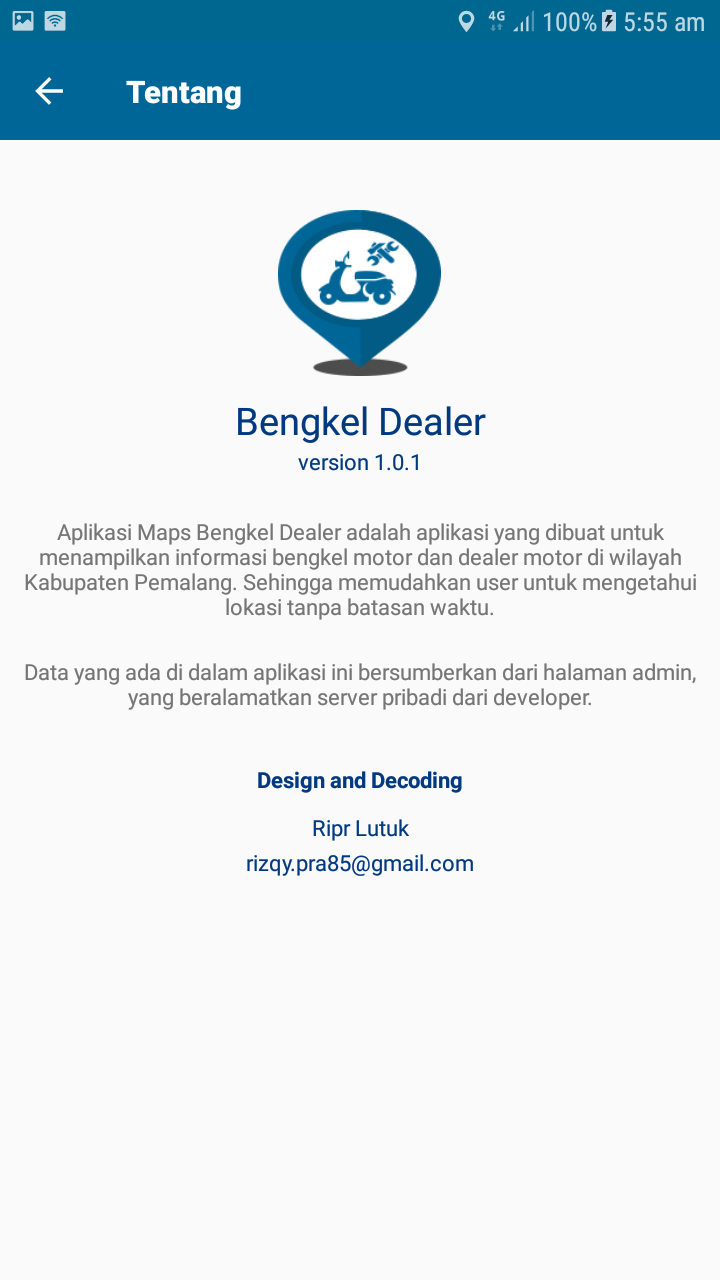 4G 100% 5:55 am
Tentang
Bengkel Dealer
version 1.0.1
Aplikasi Maps Bengkel Dealer adalah aplikasi yang dibuat untuk
menampilkan informasi bengkel motor dan dealer motor di wilayah
Kabupaten Pemalang. Sehingga memudahkan user untuk mengetahui
lokasi tanpa batasan waktu.
Data yang ada di dalam aplikasi ini bersumberkan dari halaman admin,
yang beralamatkan server pribadi dari developer.
Design and Decoding
Ripr Lutuk
rizqy.pra85@gmail.com